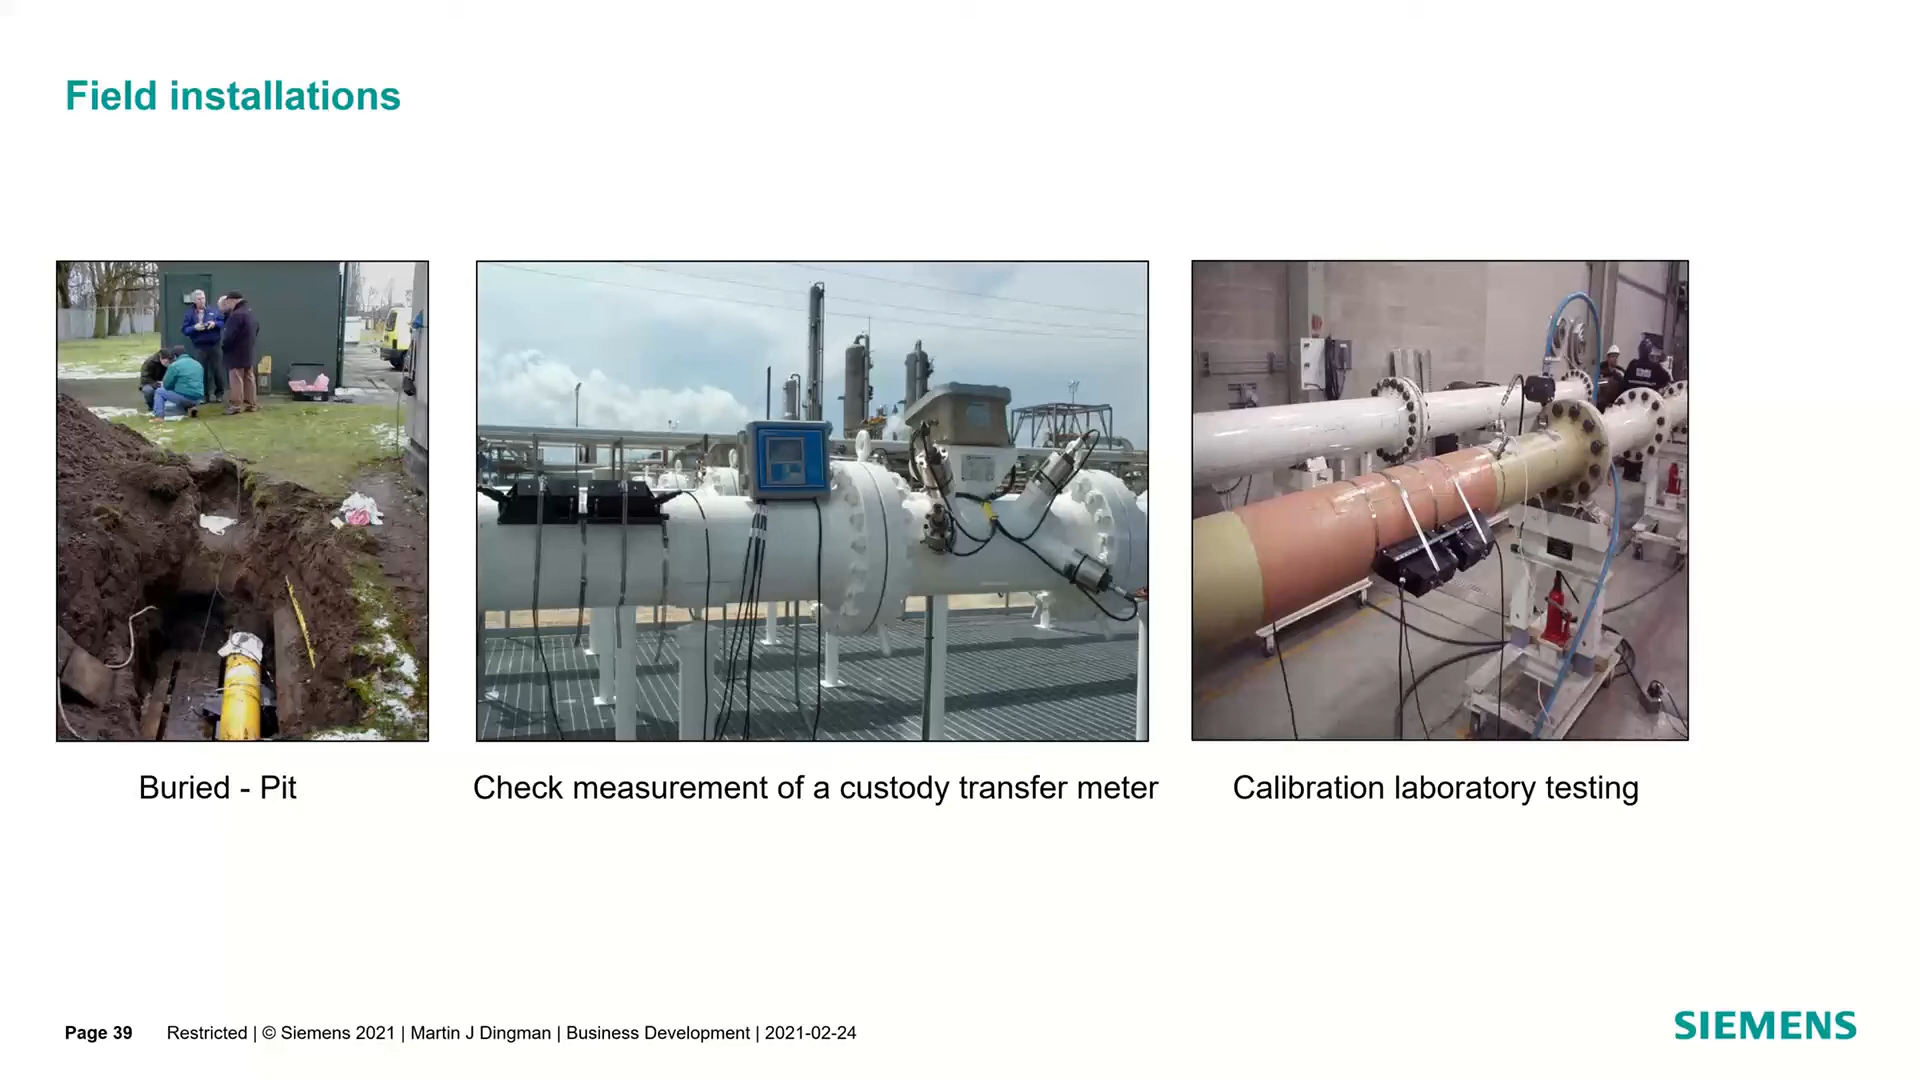 Field installations
Buried - Pit
Check measurement of a custody transfer meter
Calibration laboratory testing
Page 39 Restricted | © Siemens 2021 | Martin J Dingman | Business Development | 2021-02-24
SIEMENS